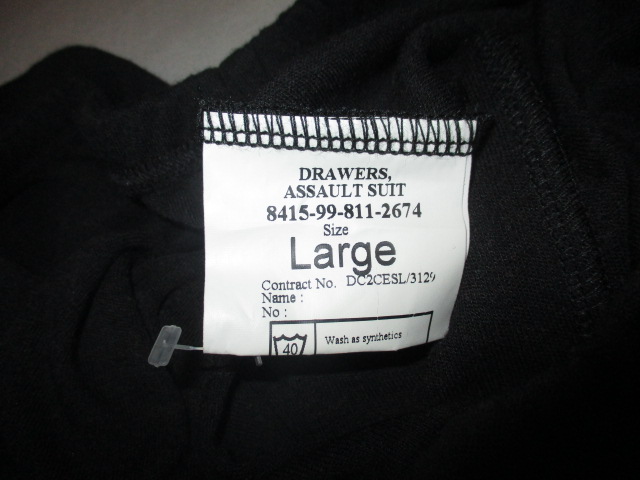 DRAWERS,
ASSAULT SUIT
8415-99-811-2674
Size
Large
Contract No. DC2CESL/3129
Name :
No :
40 Wash as synthetics